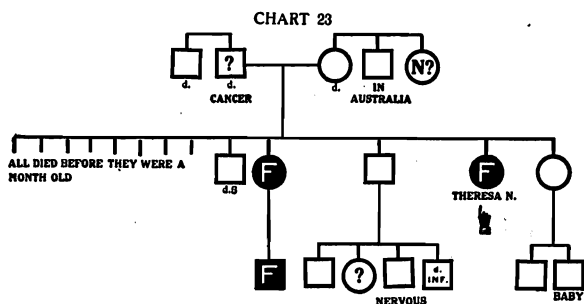 CHART 23
? N?
d. d. d. IN
CANCER AUSTRALIA
ALL DIED BEFORE THEY WERE A
MONTH OLD
F F
d.8 THERESA N.
F ? d.
INF.
NERVOUS BABY